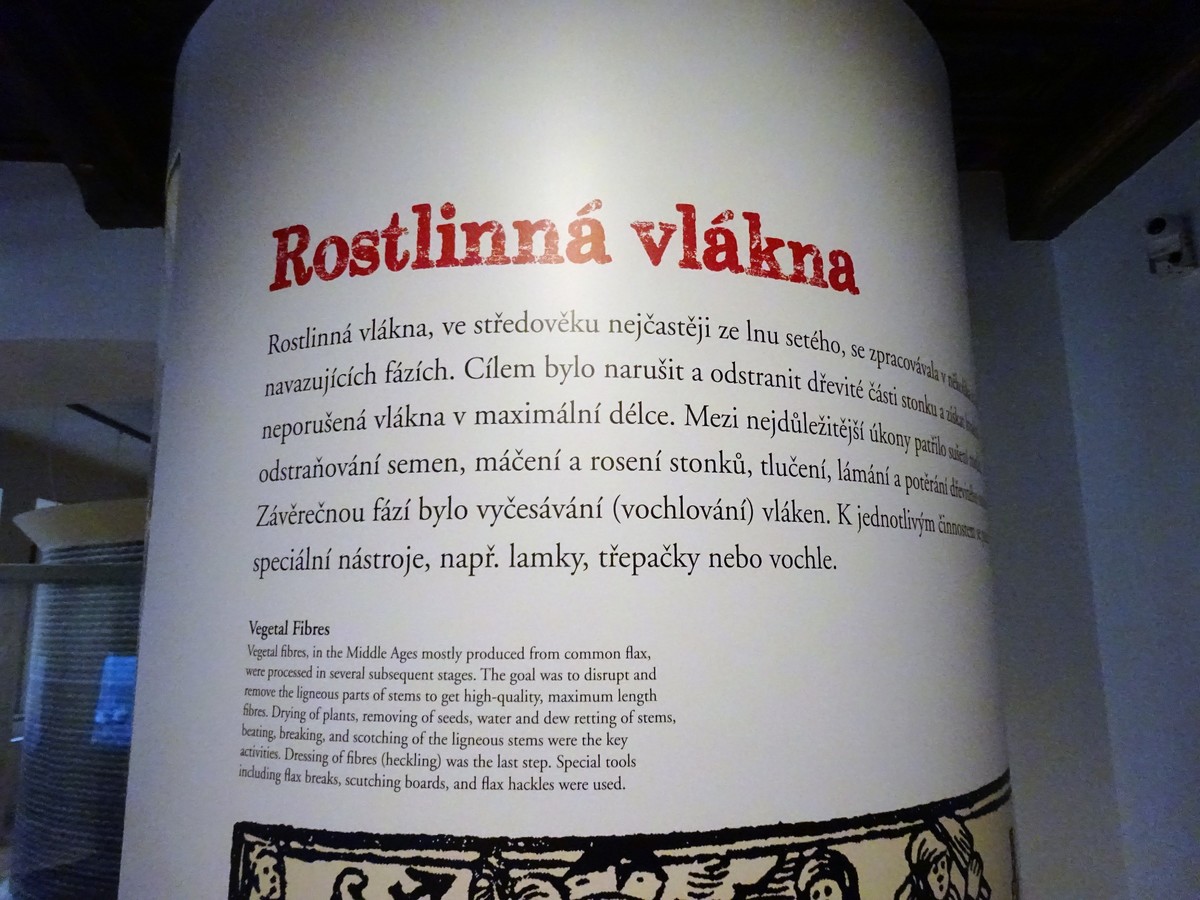 Rostlinná vlákna
Rostlinná vlákna, ve středověku nejčastěji ze lnu setého, se zpracovávala v
navazujících fázích. Cílem bylo narušit a odstranit dřevité části stonku a získat
neporušená vlákna v maximální délce. Mezi nejdůležitější úkony patřilo sušení
odstraňování semen, máčení a rosení stonků, tlučení, lámání a potěrání
Závěrečnou fází bylo vyčesávání (vochlování) vláken. K jednotlivým činnostem
speciální nástroje, např. lamky, třepačky nebo vochle.
Vegetal Fibres
Vegetal fibres, in the Middle Ages mostly produced from common flax,
were processed in several subsequent stages. The goal was to disrupt and
remove the ligneous parts of stems to get high-quality, maximum length
fibres. Drying of plants, removing of seeds, water and dew retting of stems,
beating, breaking, and scotching of the ligneous stems were the key
activities. Dressing of fibres (heckling) was the last step. Special tools
including flax breaks, scutching boards, and flax hackles were used.